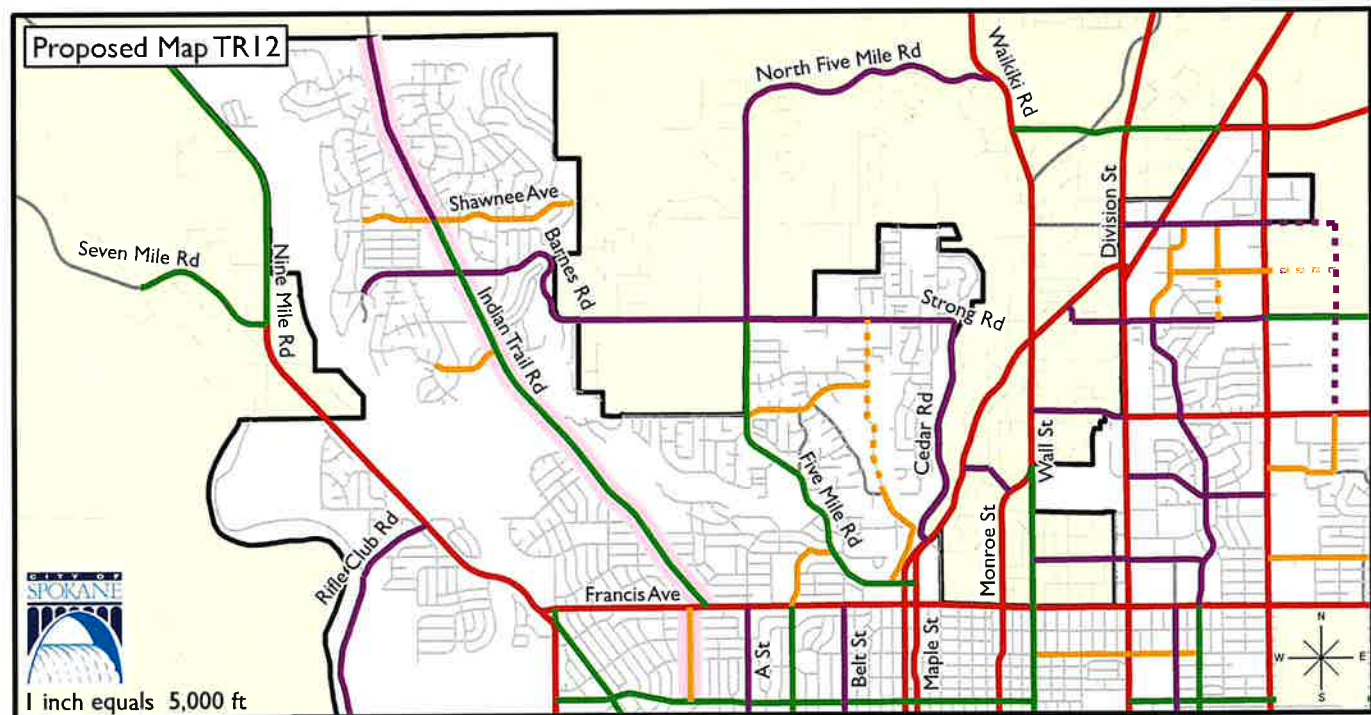 Proposed Map TR12
North Five Mile Rd
Waikiki Rd
Shawnee Ave
Division St
Seven Mile Rd
Nine Mile Rd
Barnes Rd
Indian Trail Rd
Strong Rd
Cedar Rd
Wall St
Five Mile Rd
Monroe St
Rifle Club Rd
Francis Ave
A St
Belt St
Maple St
CITY OF
SPOKANE
N
W E
S
1 inch equals 5,000 ft